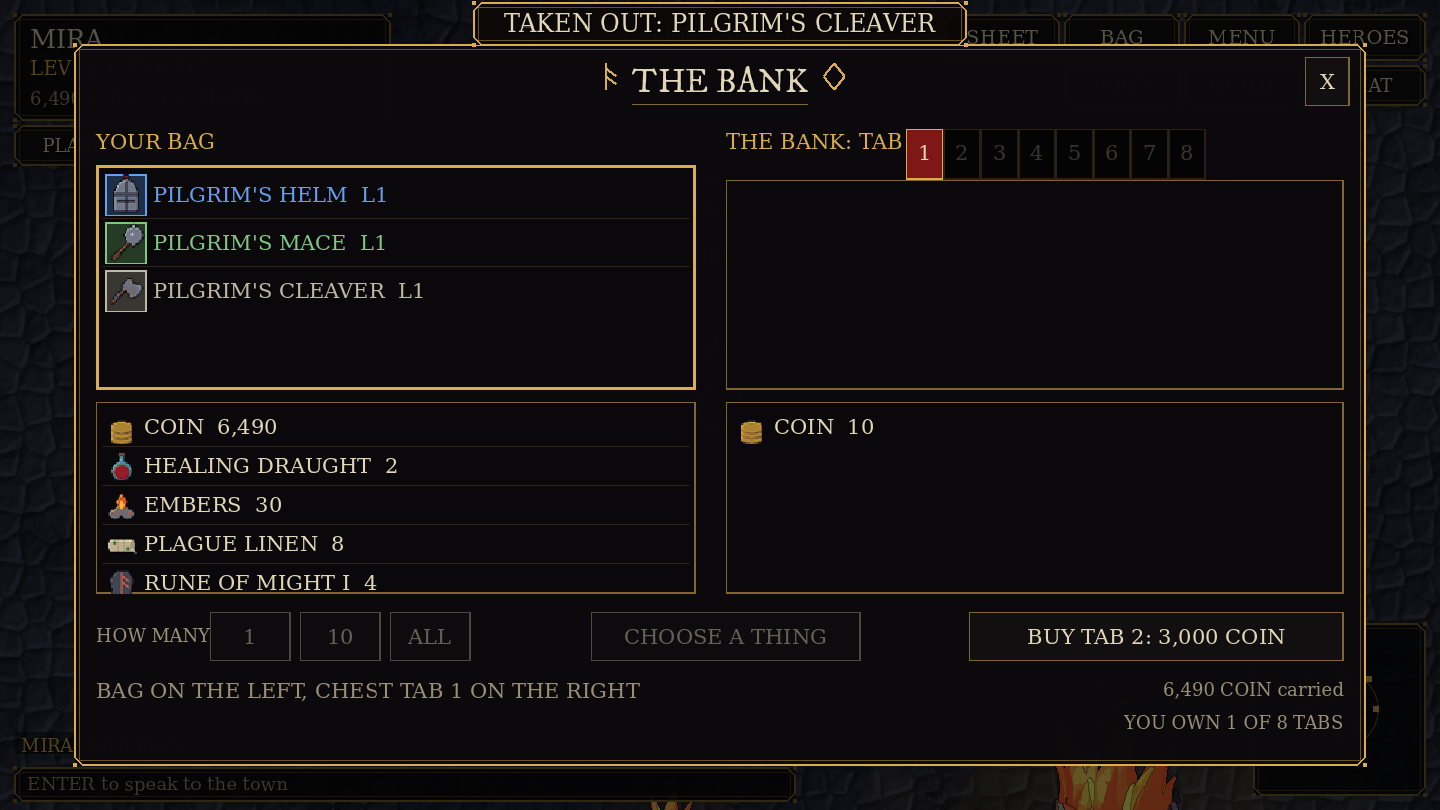 TAKEN OUT: PILGRIM'S CLEAVER
MIRA
SHEET
BAG
MENU
HEROES
THE BANK
X
YOUR BAG
THE BANK: TAB 1 2 3 4 5 6 7 8
PILGRIM'S HELM L1
PILGRIM'S MACE L1
PILGRIM'S CLEAVER L1
COIN 6,490
HEALING DRAUGHT 2
EMBERS 30
PLAGUE LINEN 8
RUNE OF MIGHT I 4
COIN 10
HOW MANY 1 10 ALL
CHOOSE A THING
BUY TAB 2: 3,000 COIN
BAG ON THE LEFT, CHEST TAB 1 ON THE RIGHT
6,490 COIN carried
YOU OWN 1 OF 8 TABS
MIRA
ENTER to speak to the town